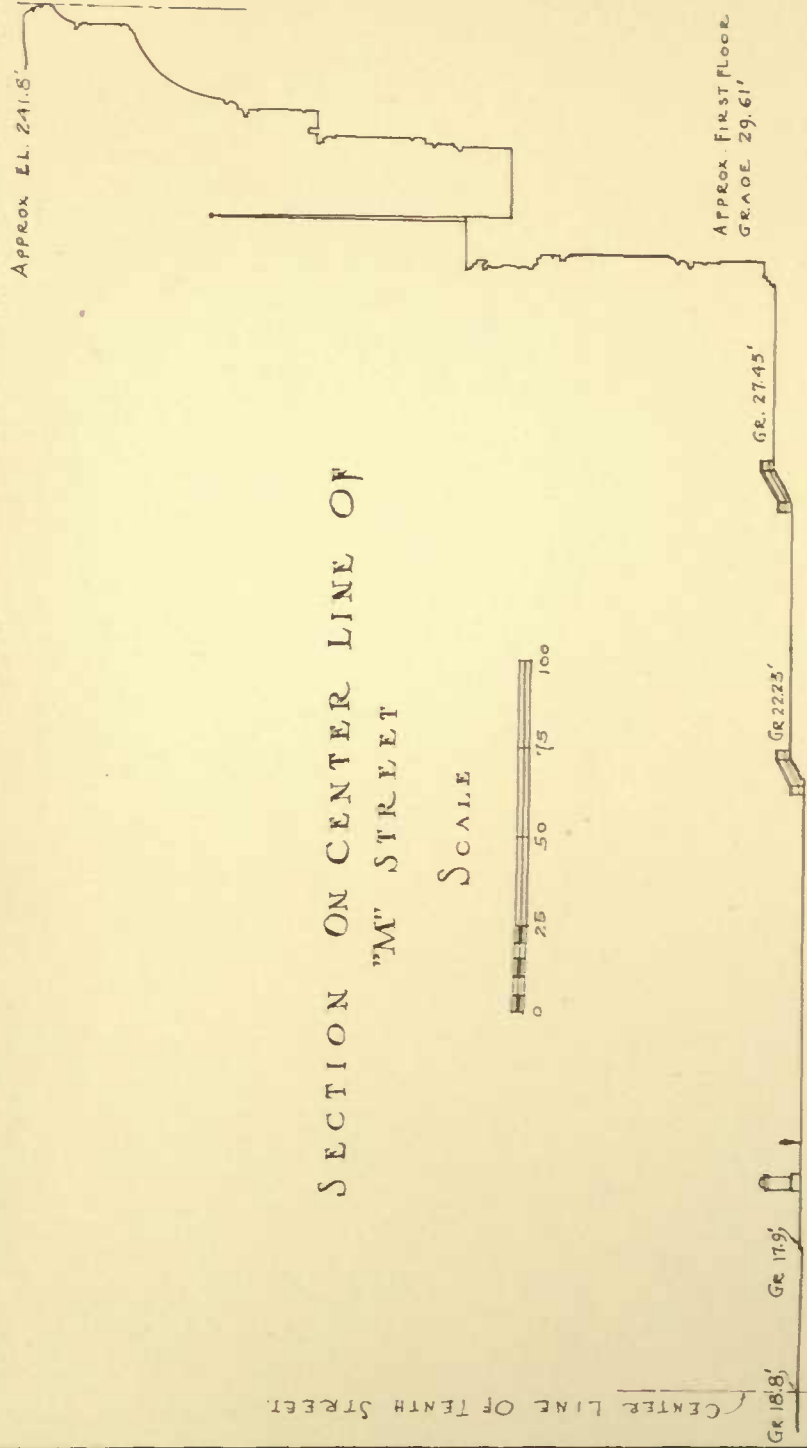 APPROX EL. 241.8'
SECTION ON CENTER LINE OF
"M" STREET
SCALE
0 25 50 75 100
APPROX. FIRST FLOOR
GRADE 29.61'
GR. 27.45'
GR 22.23'
GR 17.9'
GR 18.8'
CENTER LINE OF TENTH STREET